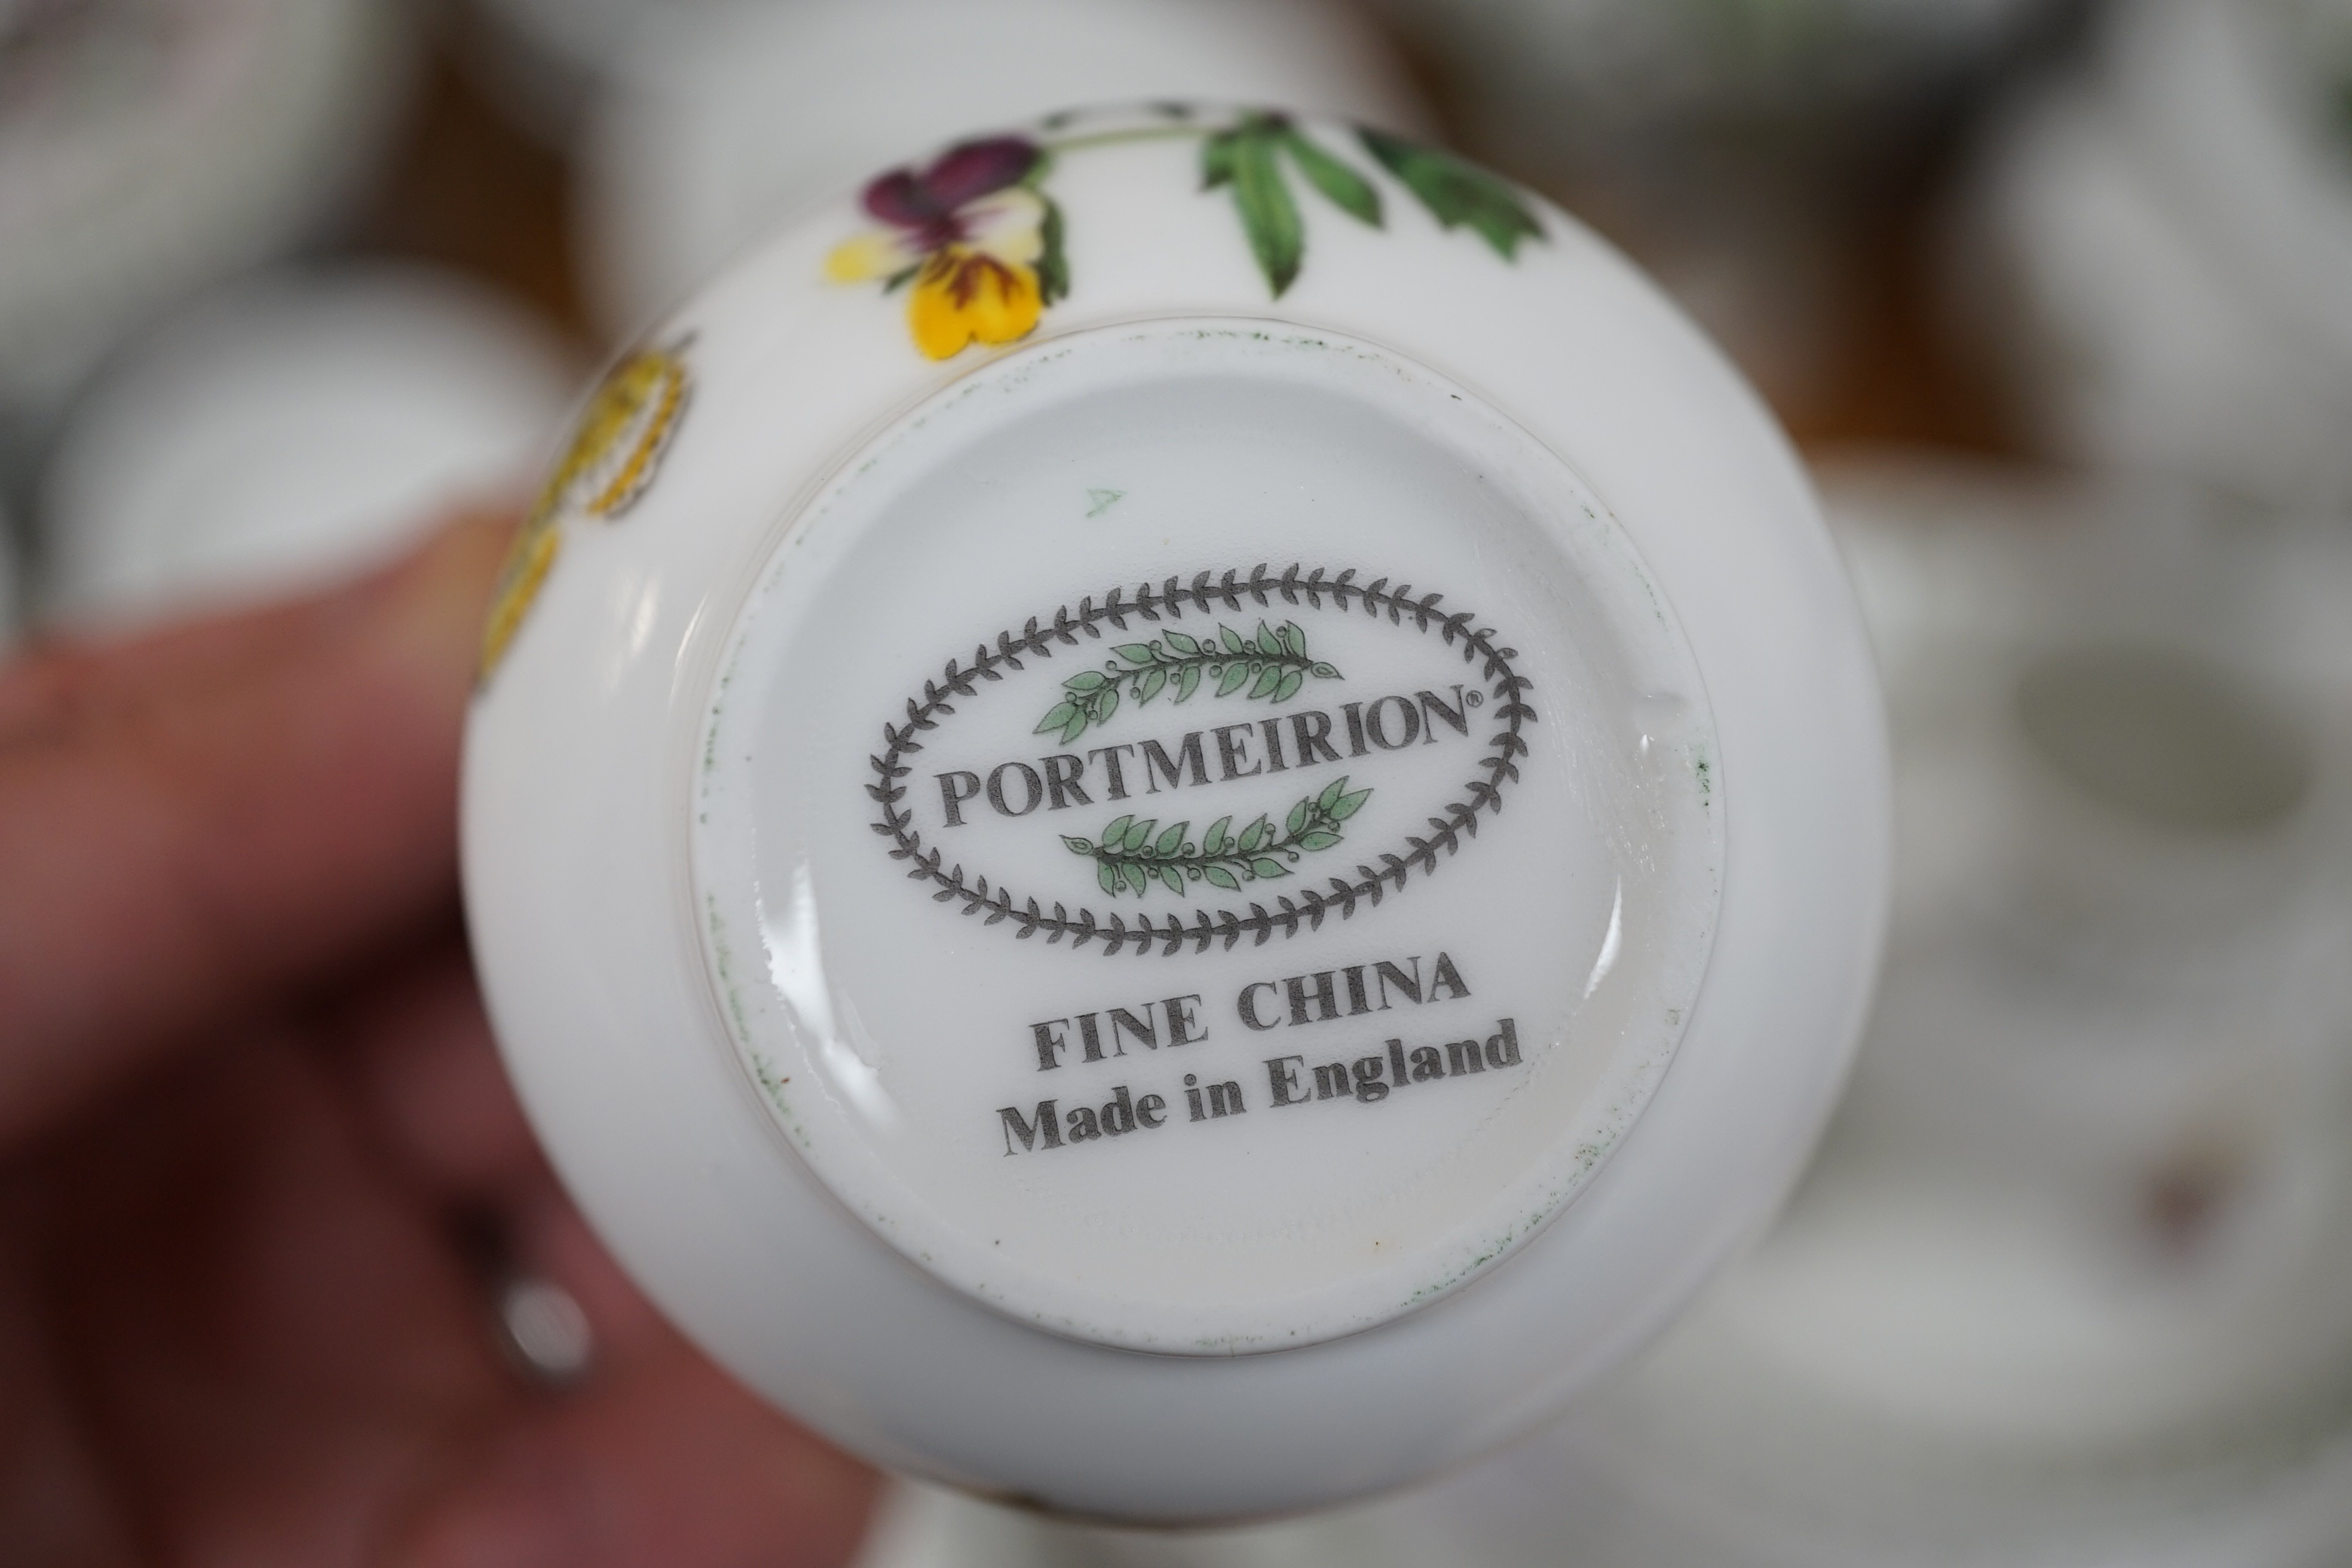 A
PORTMEIRION®
FINE CHINA
Made in England